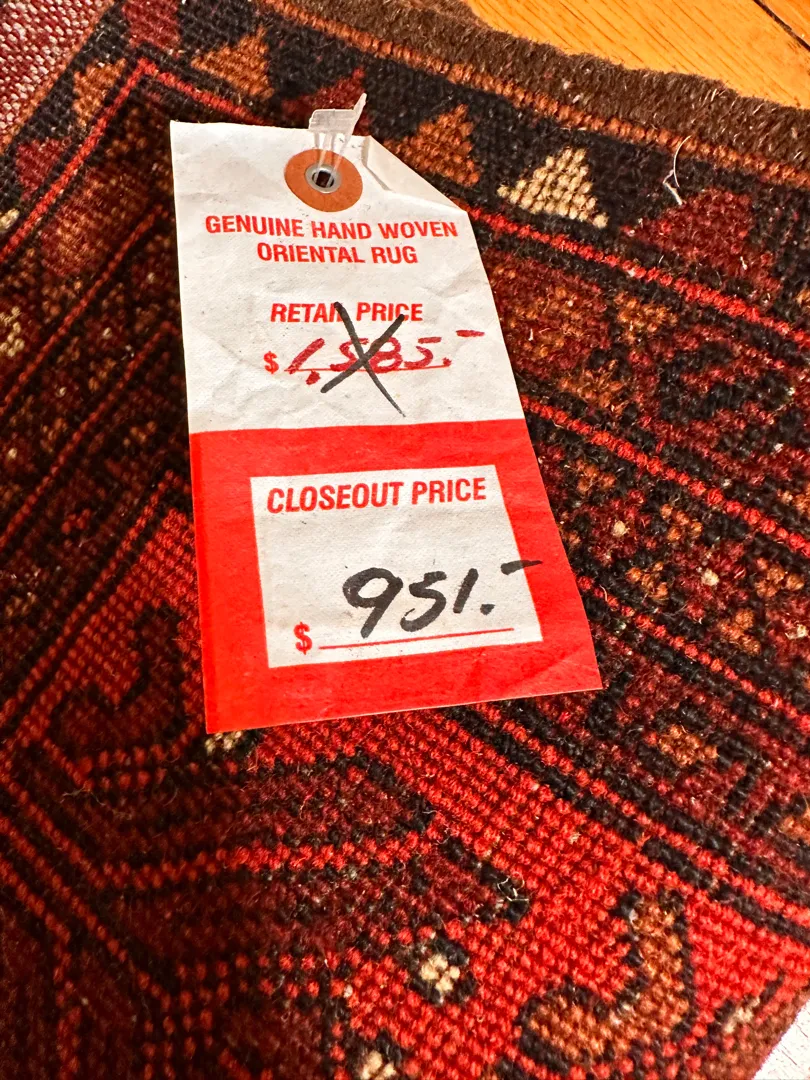 GENUINE HAND WOVEN
ORIENTAL RUG
RETAIL PRICE
$ 1,585.-
CLOSEOUT PRICE
$ 951.-